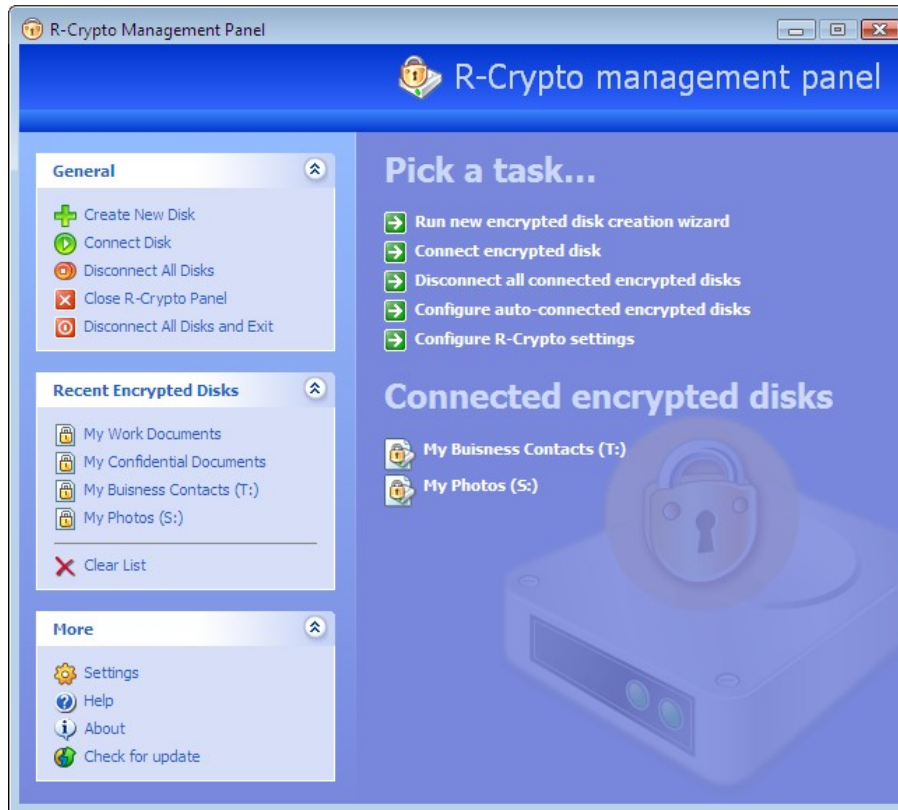 R-Crypto Management Panel
R-Crypto management panel
General
Create New Disk
Connect Disk
Disconnect All Disks
Close R-Crypto Panel
Disconnect All Disks and Exit
Recent Encrypted Disks
My Work Documents
My Confidential Documents
My Buisness Contacts (T:)
My Photos (S:)
Clear List
More
Settings
Help
About
Check for update
Pick a task...
Run new encrypted disk creation wizard
Connect encrypted disk
Disconnect all connected encrypted disks
Configure auto-connected encrypted disks
Configure R-Crypto settings
Connected encrypted disks
My Buisness Contacts (T:)
My Photos (S:)